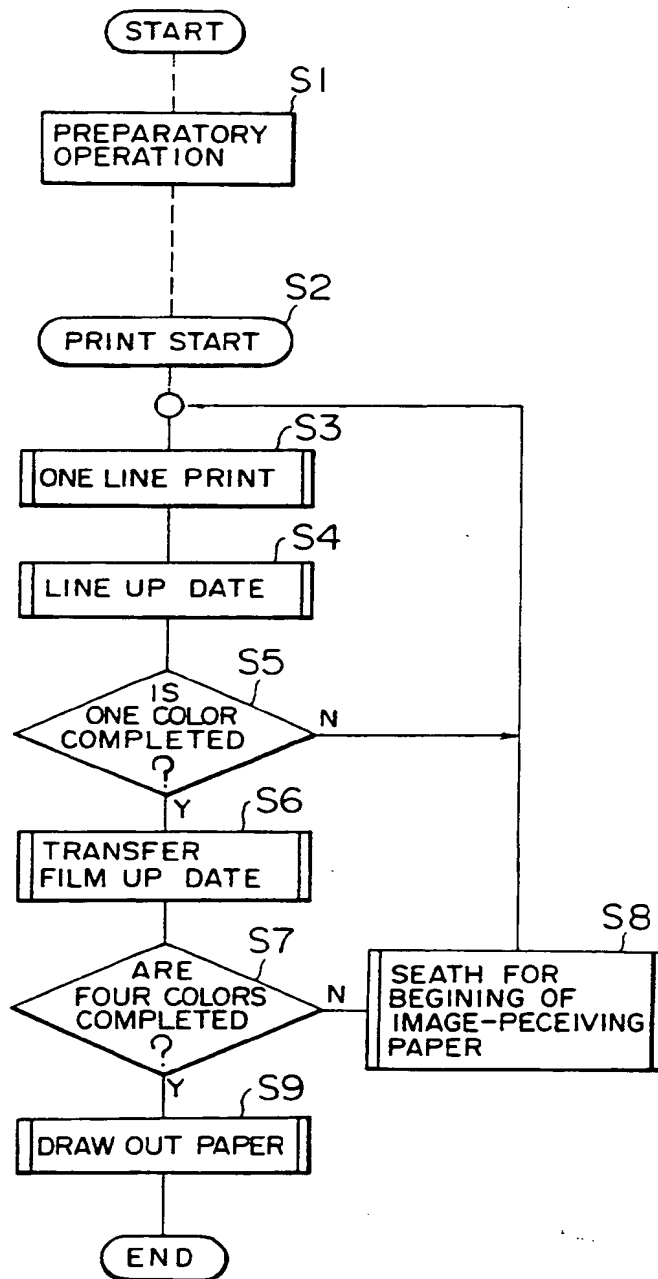 START
S1
PREPARATORY
OPERATION
S2
PRINT START
S3
ONE LINE PRINT
S4
LINE UP DATE
S5
IS
ONE COLOR
COMPLETED
?
N
Y
S6
TRANSFER
FILM UP DATE
S7
ARE
FOUR COLORS
COMPLETED
?
N
Y
S8
SEATH FOR
BEGINING OF
IMAGE-PECEIVING
PAPER
S9
DRAW OUT PAPER
END